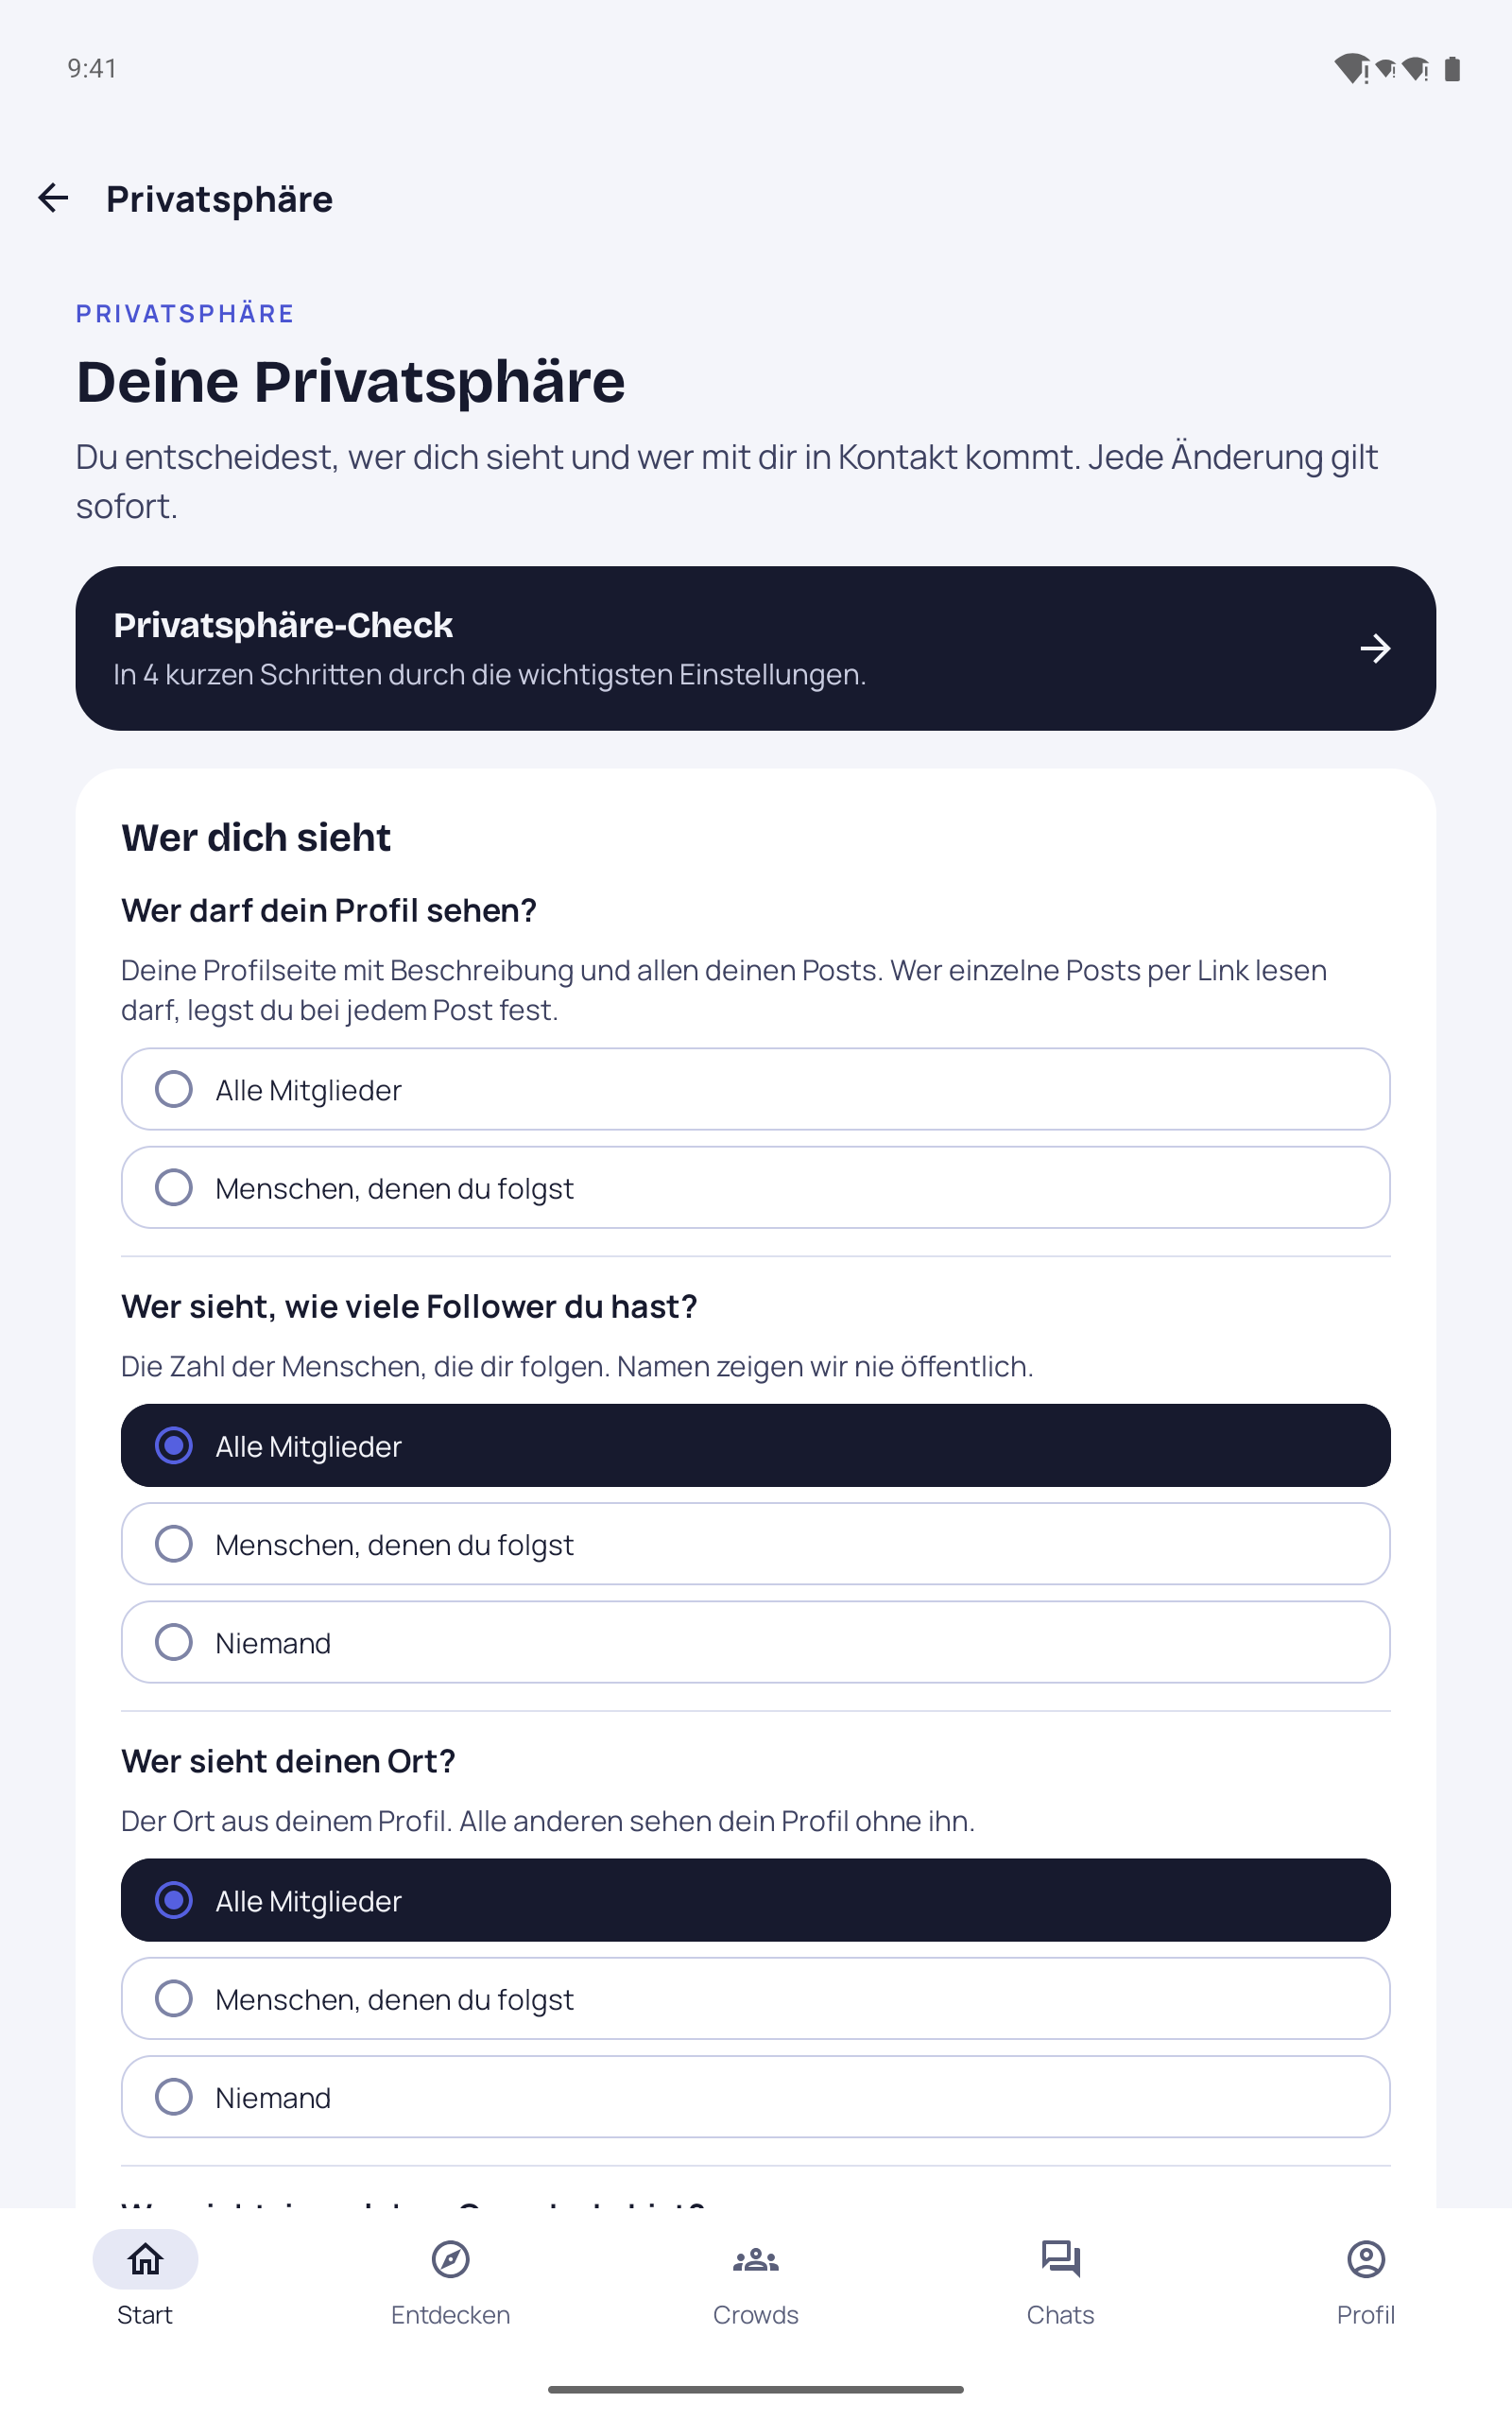 9:41
Privatsphäre
PRIVATSPHÄRE
Deine Privatsphäre
Du entscheidest, wer dich sieht und wer mit dir in Kontakt kommt. Jede Änderung gilt
sofort.
Privatsphäre-Check
In 4 kurzen Schritten durch die wichtigsten Einstellungen.
Wer dich sieht
Wer darf dein Profil sehen?
Deine Profilseite mit Beschreibung und allen deinen Posts. Wer einzelne Posts per Link lesen
darf, legst du bei jedem Post fest.
Alle Mitglieder
Menschen, denen du folgst
Wer sieht, wie viele Follower du hast?
Die Zahl der Menschen, die dir folgen. Namen zeigen wir nie öffentlich.
Alle Mitglieder
Menschen, denen du folgst
Niemand
Wer sieht deinen Ort?
Der Ort aus deinem Profil. Alle anderen sehen dein Profil ohne ihn.
Alle Mitglieder
Menschen, denen du folgst
Niemand
Start
Entdecken
Crowds
Chats
Profil